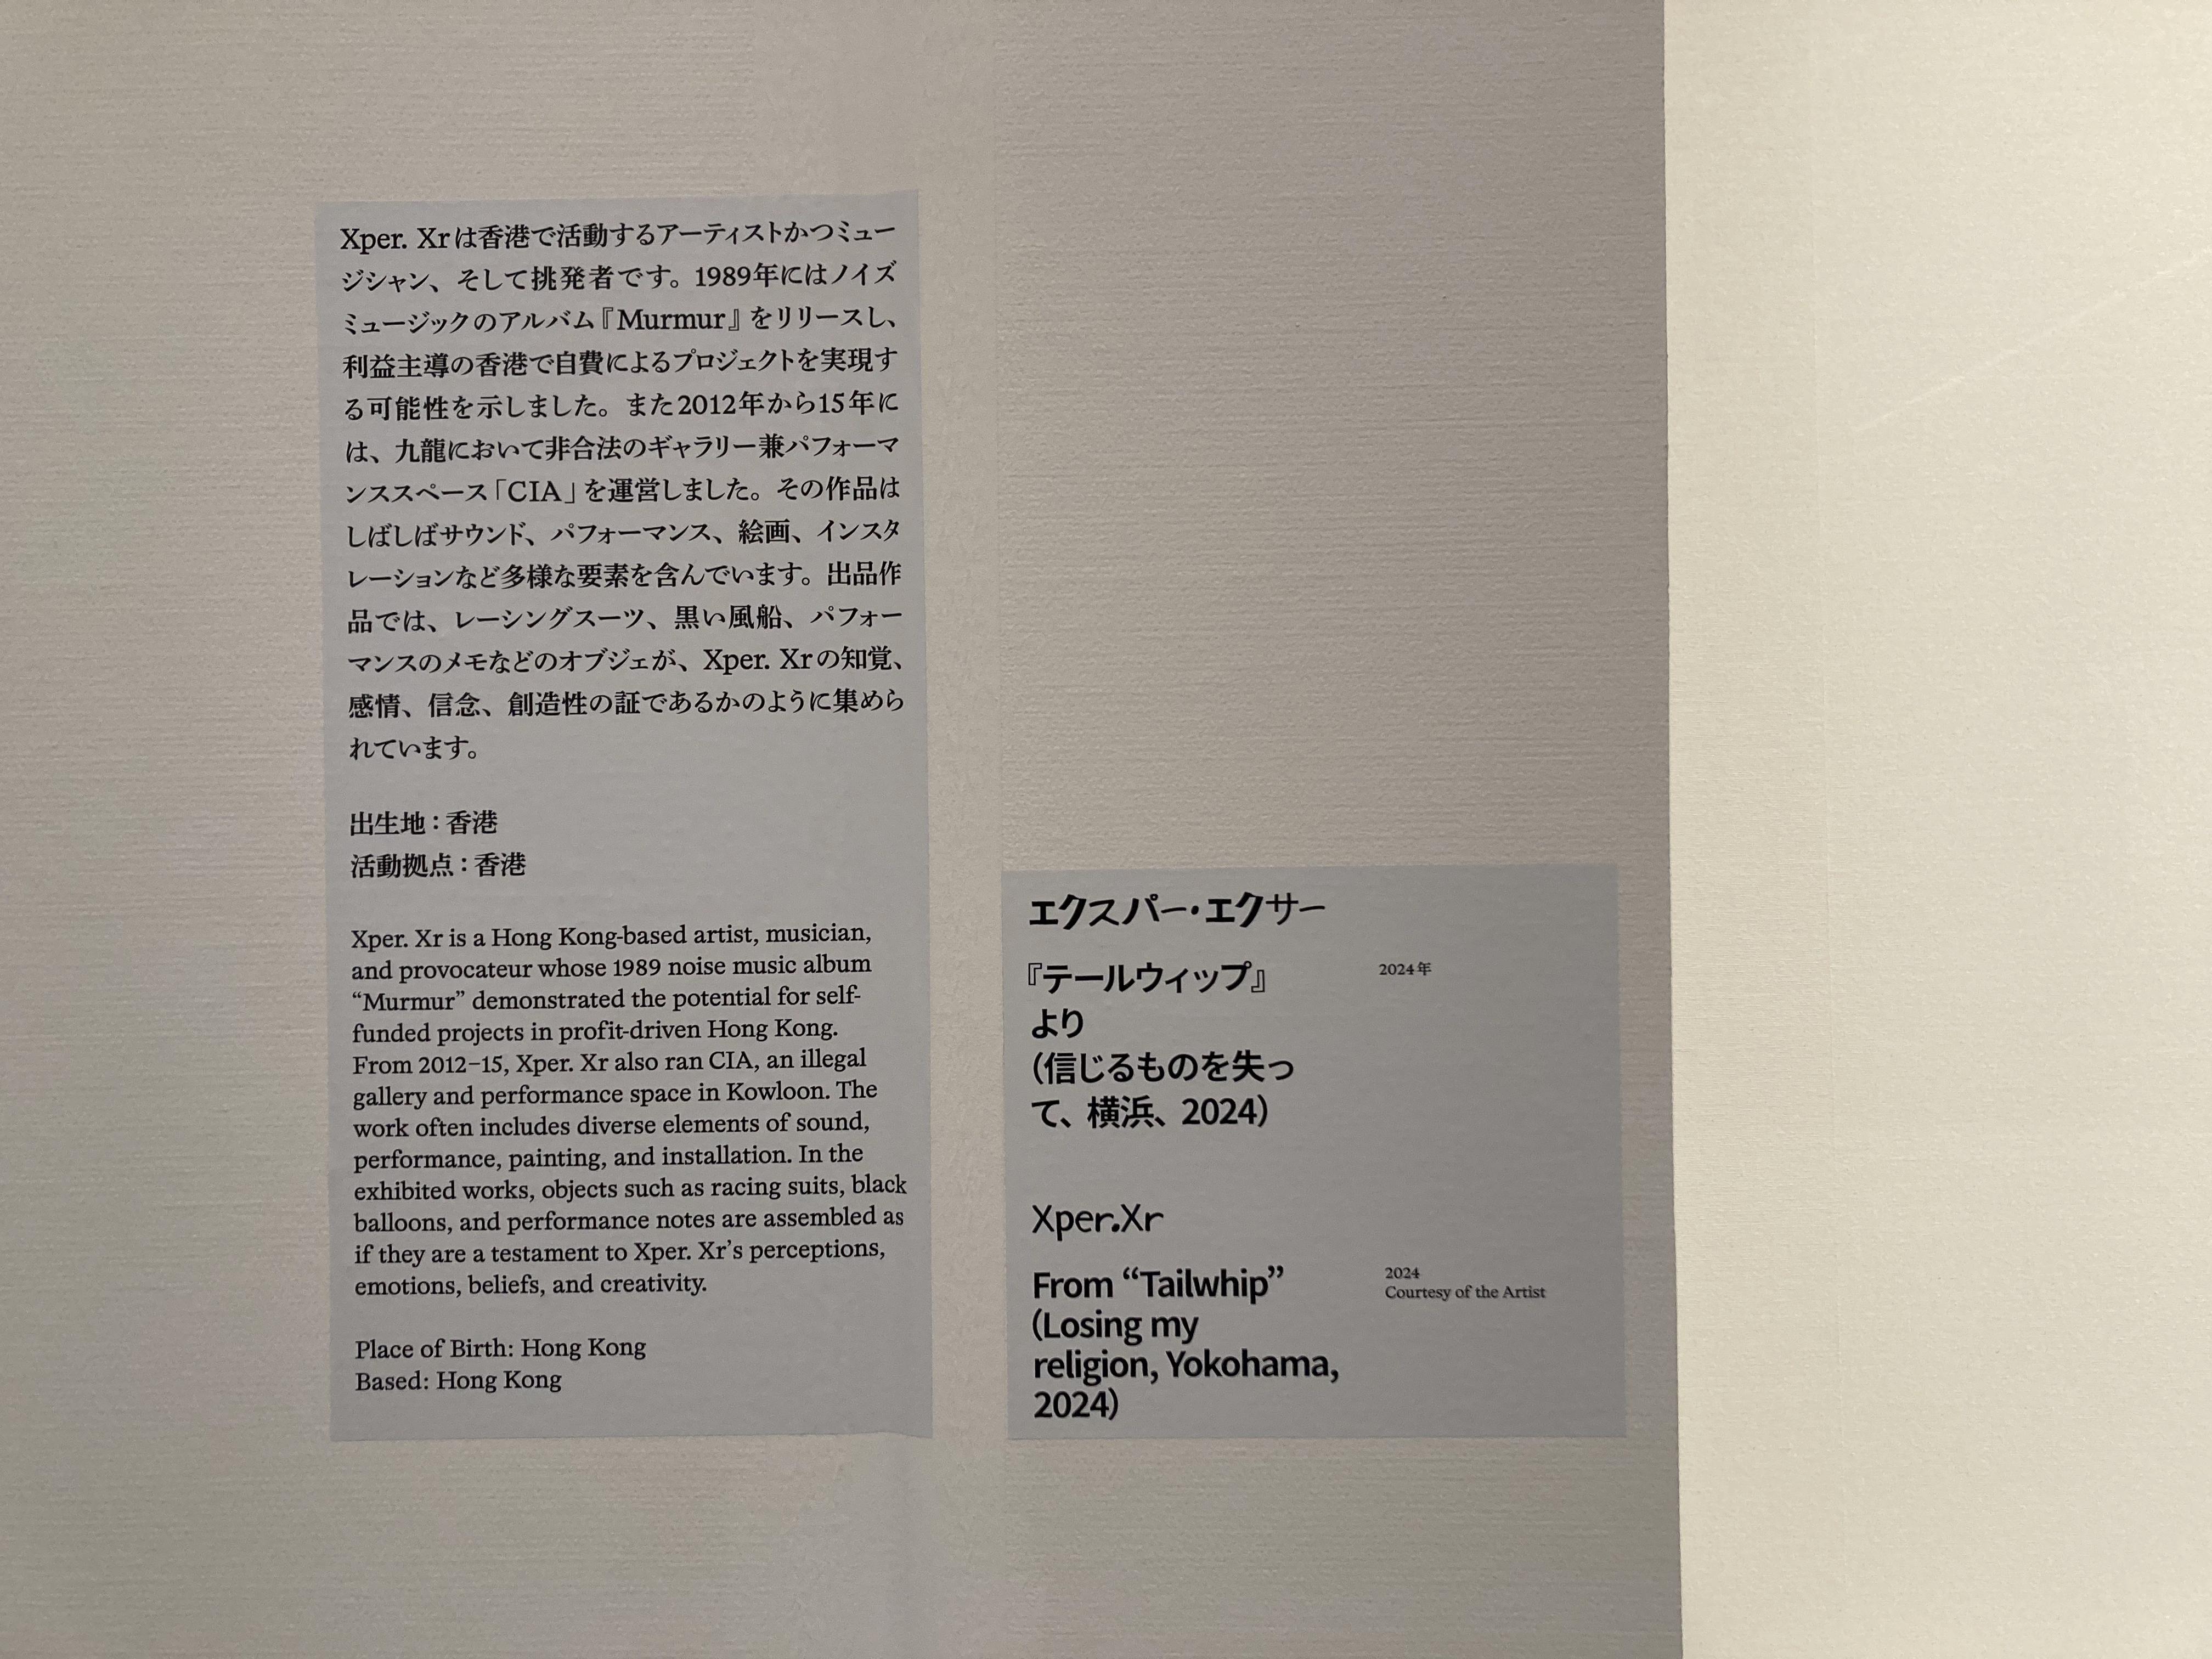 Xper. Xrは香港で活動するアーティストかつミュー
ジシャン、そして挑発者です。1989年にはノイズ
ミュージックのアルバム『Murmur』をリリースし、
利益主導の香港で自費によるプロジェクトを実現す
る可能性を示しました。また2012年から15年に
は、九龍において非合法のギャラリー兼パフォーマ
ンススペース「CIA」を運営しました。その作品は
しばしばサウンド、パフォーマンス、絵画、インスタ
レーションなど多様な要素を含んでいます。出品作
品では、レーシングスーツ、黒い風船、パフォー
マンスのメモなどのオブジェが、Xper. Xrの知覚、
感情、信念、創造性の証であるかのように集めら
れています。
出生地：香港
活動拠点：香港
Xper. Xr is a Hong Kong-based artist, musician,
and provocateur whose 1989 noise music album
“Murmur” demonstrated the potential for self-
funded projects in profit-driven Hong Kong.
From 2012–15, Xper. Xr also ran CIA, an illegal
gallery and performance space in Kowloon. The
work often includes diverse elements of sound,
performance, painting, and installation. In the
exhibited works, objects such as racing suits, black
balloons, and performance notes are assembled as
if they are a testament to Xper. Xr’s perceptions,
emotions, beliefs, and creativity.
Place of Birth: Hong Kong
Based: Hong Kong
エクスパー・エクサー
『テールウィップ』
より
（信じるものを失っ
て、横浜、2024）
2024年
Xper.Xr
From “Tailwhip”
(Losing my
religion, Yokohama,
2024)
2024
Courtesy of the Artist